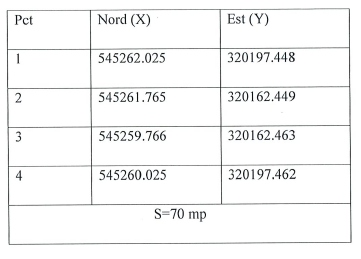 Pct Nord (X) Est (Y)
1 545262.025 320197.448
2 545261.765 320162.449
3 545259.766 320162.463
4 545260.025 320197.462
S=70 mp